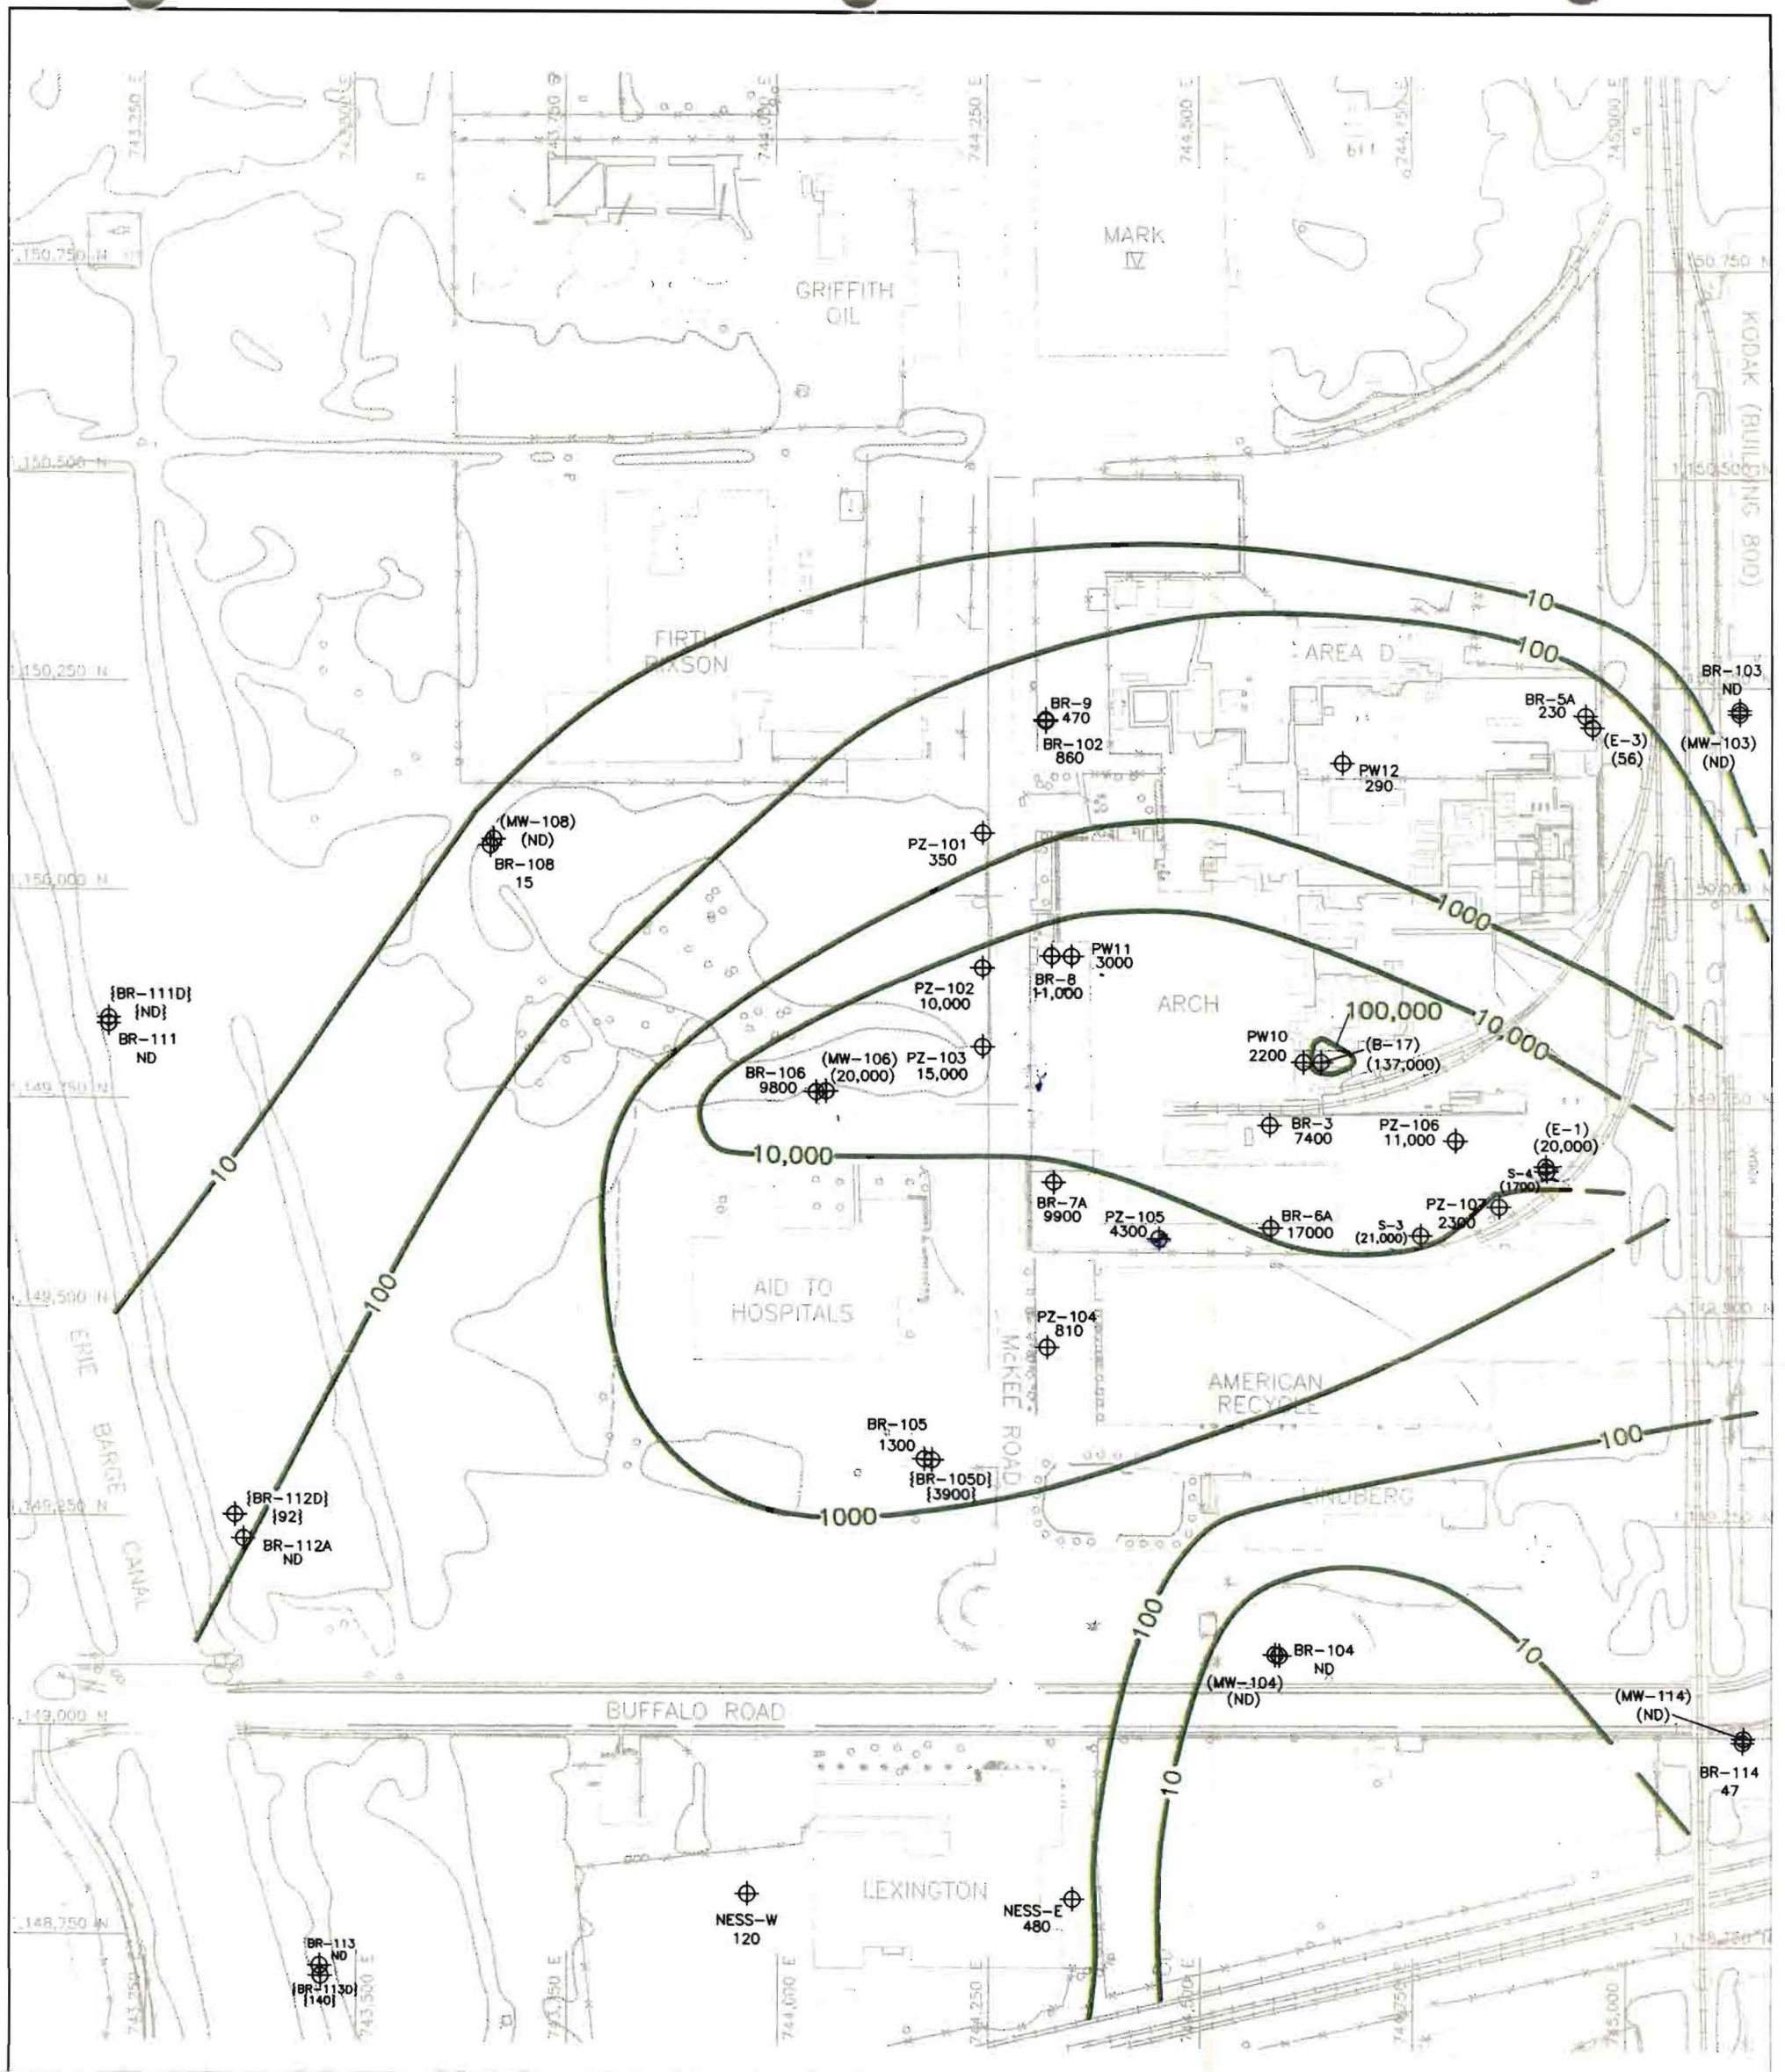 743,250 E
744,250 E
744,500 E
MARK
IV
150,750 N
150,750 N
GRIFFITH
OIL
KODAK (BUILDING 800)
1,150,500 N
1,150,500 N
10
FIRTH
RIXSON
100
AREA D
1,150,250 N
BR-103
ND
BR-9
470
BR-5A
230
BR-102
860
(E-3)
(56)
(MW-103)
(ND)
PW12
290
(MW-108)
(ND)
BR-108
15
PZ-101
350
1,150,000 N
1000
PW11
3000
BR-8
11,000
PZ-102
10,000
{BR-111D}
{ND}
BR-111
ND
ARCH
100,000
10,000
PW10
2200
(B-17)
(137,000)
(MW-106)
(20,000)
PZ-103
15,000
BR-106
9800
BR-3
7400
PZ-106
11,000
(E-1)
(20,000)
10
10,000
S-4
(1700)
BR-7A
9900
PZ-105
4300
BR-6A
17000
PZ-107
2300
S-3
(21,000)
100
AID TO
HOSPITALS
149,500 N
PZ-104
810
ERIE BARGE CANAL
McKEE ROAD
AMERICAN
RECYCLE
BR-105
1300
{BR-105D}
{3900}
100
LINDBERG
{BR-112D}
{92}
1,149,250 N
1000
BR-112A
ND
100
10
BR-104
ND
(MW-104)
(ND)
(MW-114)
(ND)
BUFFALO ROAD
149,000 N
BR-114
47
10
LEXINGTON
NESS-W
120
NESS-E
480
148,750 N
BR-113
ND
{BR-113D}
{140}
743,500 E
744,000 E
744,250 E
745,000